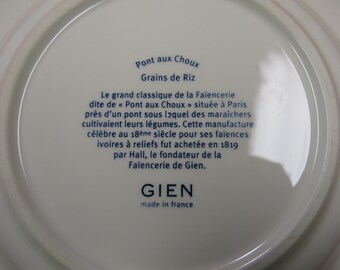 Pont aux Choux
Grains de Riz
Le grand classique de la Faïencerie
dite de « Pont aux Choux » située à Paris
près d'un pont sous lequel des maraîchers
cultivaient leurs légumes. Cette manufacture
célèbre au 18ème siècle pour ses faïences
ivoires à reliefs fut achetée en 1819
par Hall, le fondateur de la
Faïencerie de Gien.
GIEN
made in france